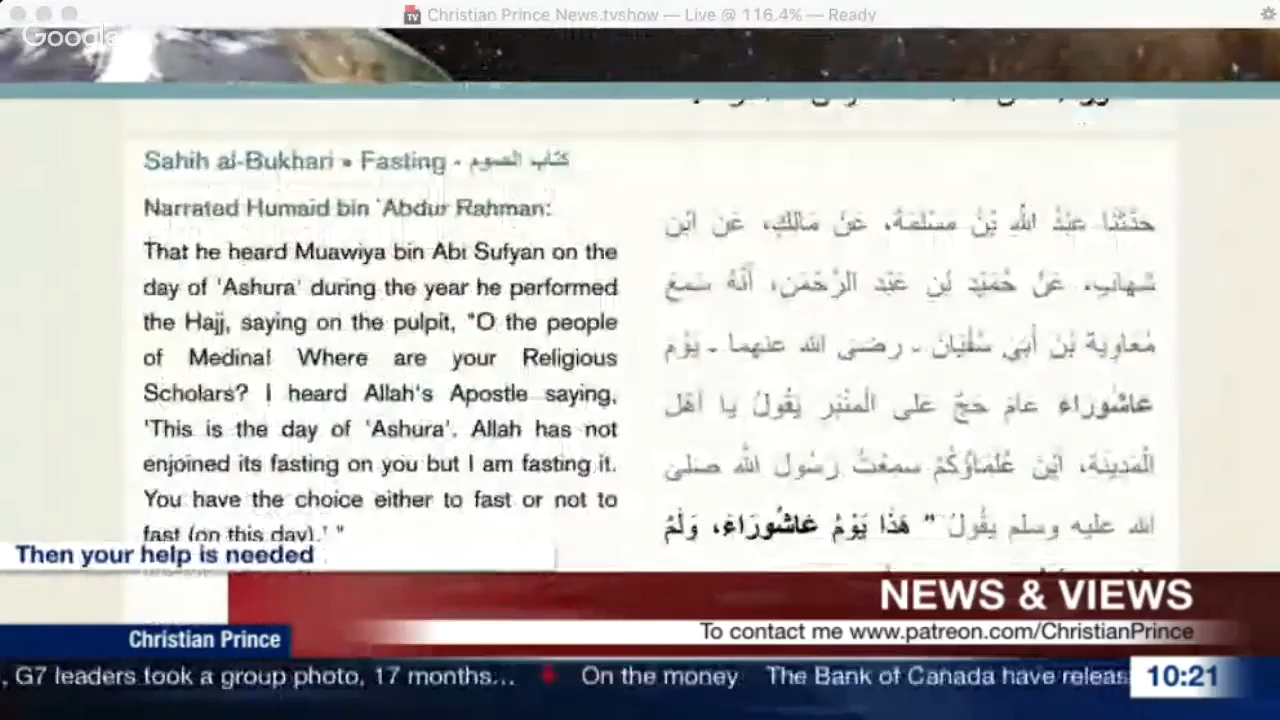 Christian Prince News.tvshow — Live @ 116.4% — Ready
Google
Sahih al-Bukhari » Fasting - كتاب الصوم
Narrated Humaid bin 'Abdur Rahman:
That he heard Muawiya bin Abi Sufyan on the
day of 'Ashura' during the year he performed
the Hajj, saying on the pulpit, "O the people
of Medina! Where are your Religious
Scholars? I heard Allah's Apostle saying,
'This is the day of 'Ashura'. Allah has not
enjoined its fasting on you but I am fasting it.
You have the choice either to fast or not to
fast (on this day).' "
حَدَّثَنَا عَبْدُ اللَّهِ بْنُ مَسْلَمَةَ، عَنْ مَالِكٍ، عَنِ ابْنِ
شِهَابٍ، عَنْ حُمَيْدِ بْنِ عَبْدِ الرَّحْمَنِ، أَنَّهُ سَمِعَ
مُعَاوِيَةَ بْنَ أَبِي سُفْيَانَ ـ رضى الله عنهما ـ يَوْمَ
عَاشُورَاءَ عَامَ حَجَّ عَلَى الْمِنْبَرِ يَقُولُ يَا أَهْلَ
الْمَدِينَةِ، أَيْنَ عُلَمَاؤُكُمْ سَمِعْتُ رَسُولَ اللَّهِ صلى
الله عليه وسلم يَقُولُ " هَذَا يَوْمُ عَاشُورَاءَ، وَلَمْ
Then your help is needed
NEWS & VIEWS
To contact me www.patreon.com/ChristianPrince
Christian Prince
, G7 leaders took a group photo, 17 months... On the money The Bank of Canada have releas
10:21